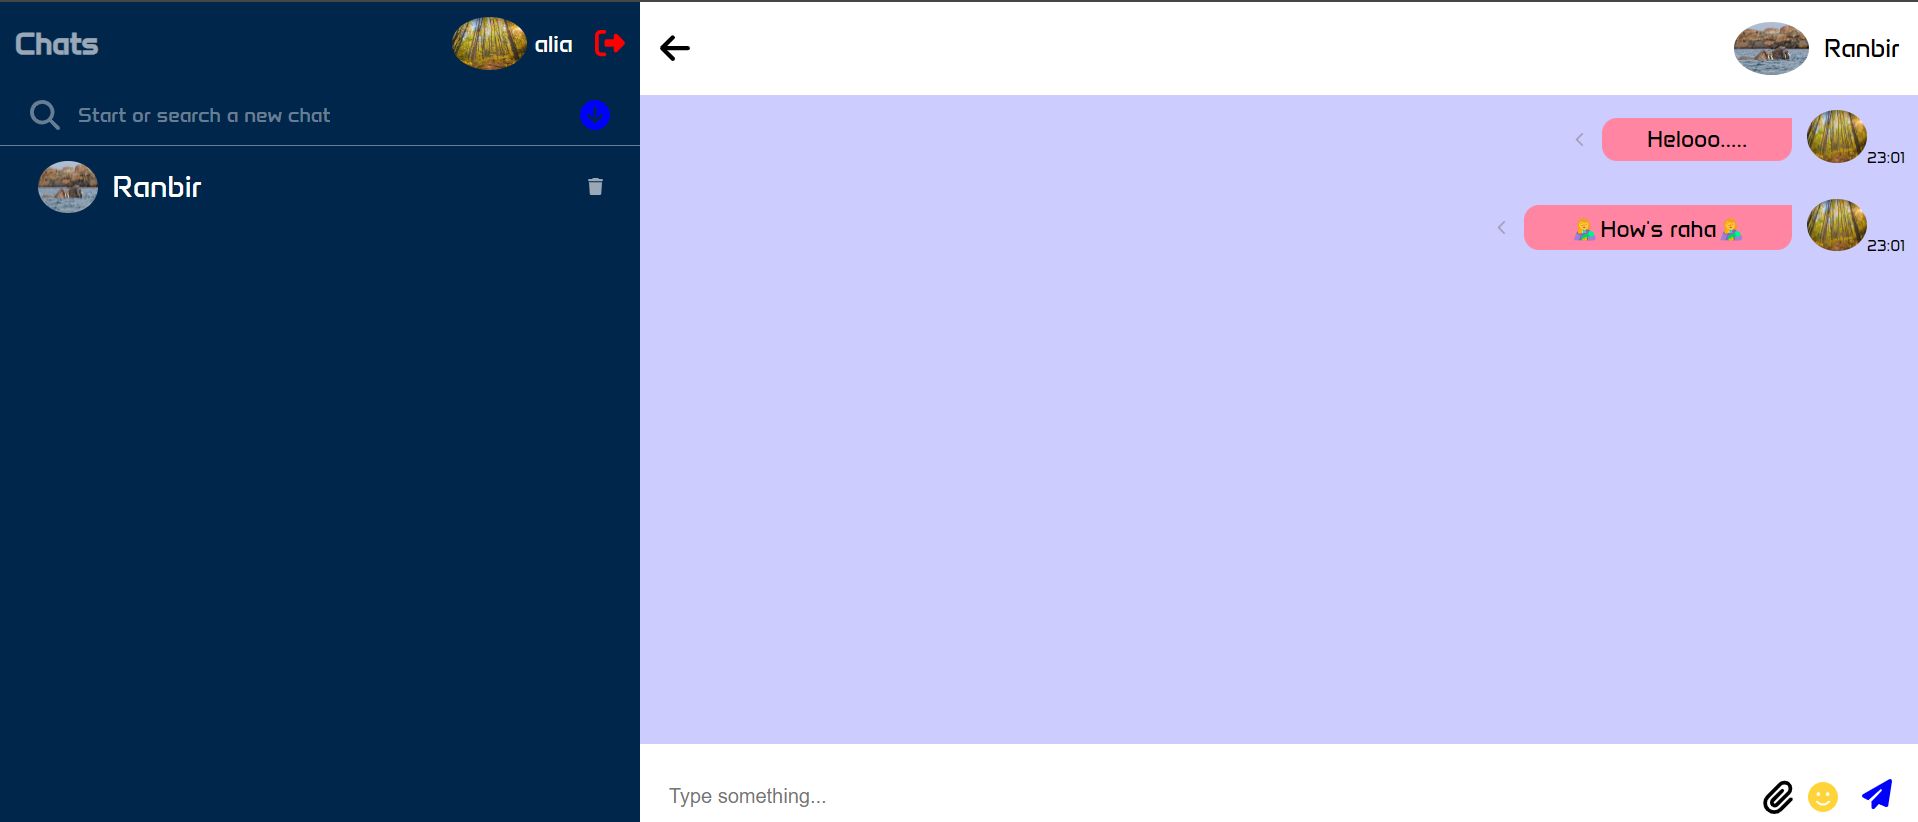 Chats
alia
Start or search a new chat
Ranbir
Ranbir
Helooo.....
23:01
🤱How's raha🤱
23:01
Type something...